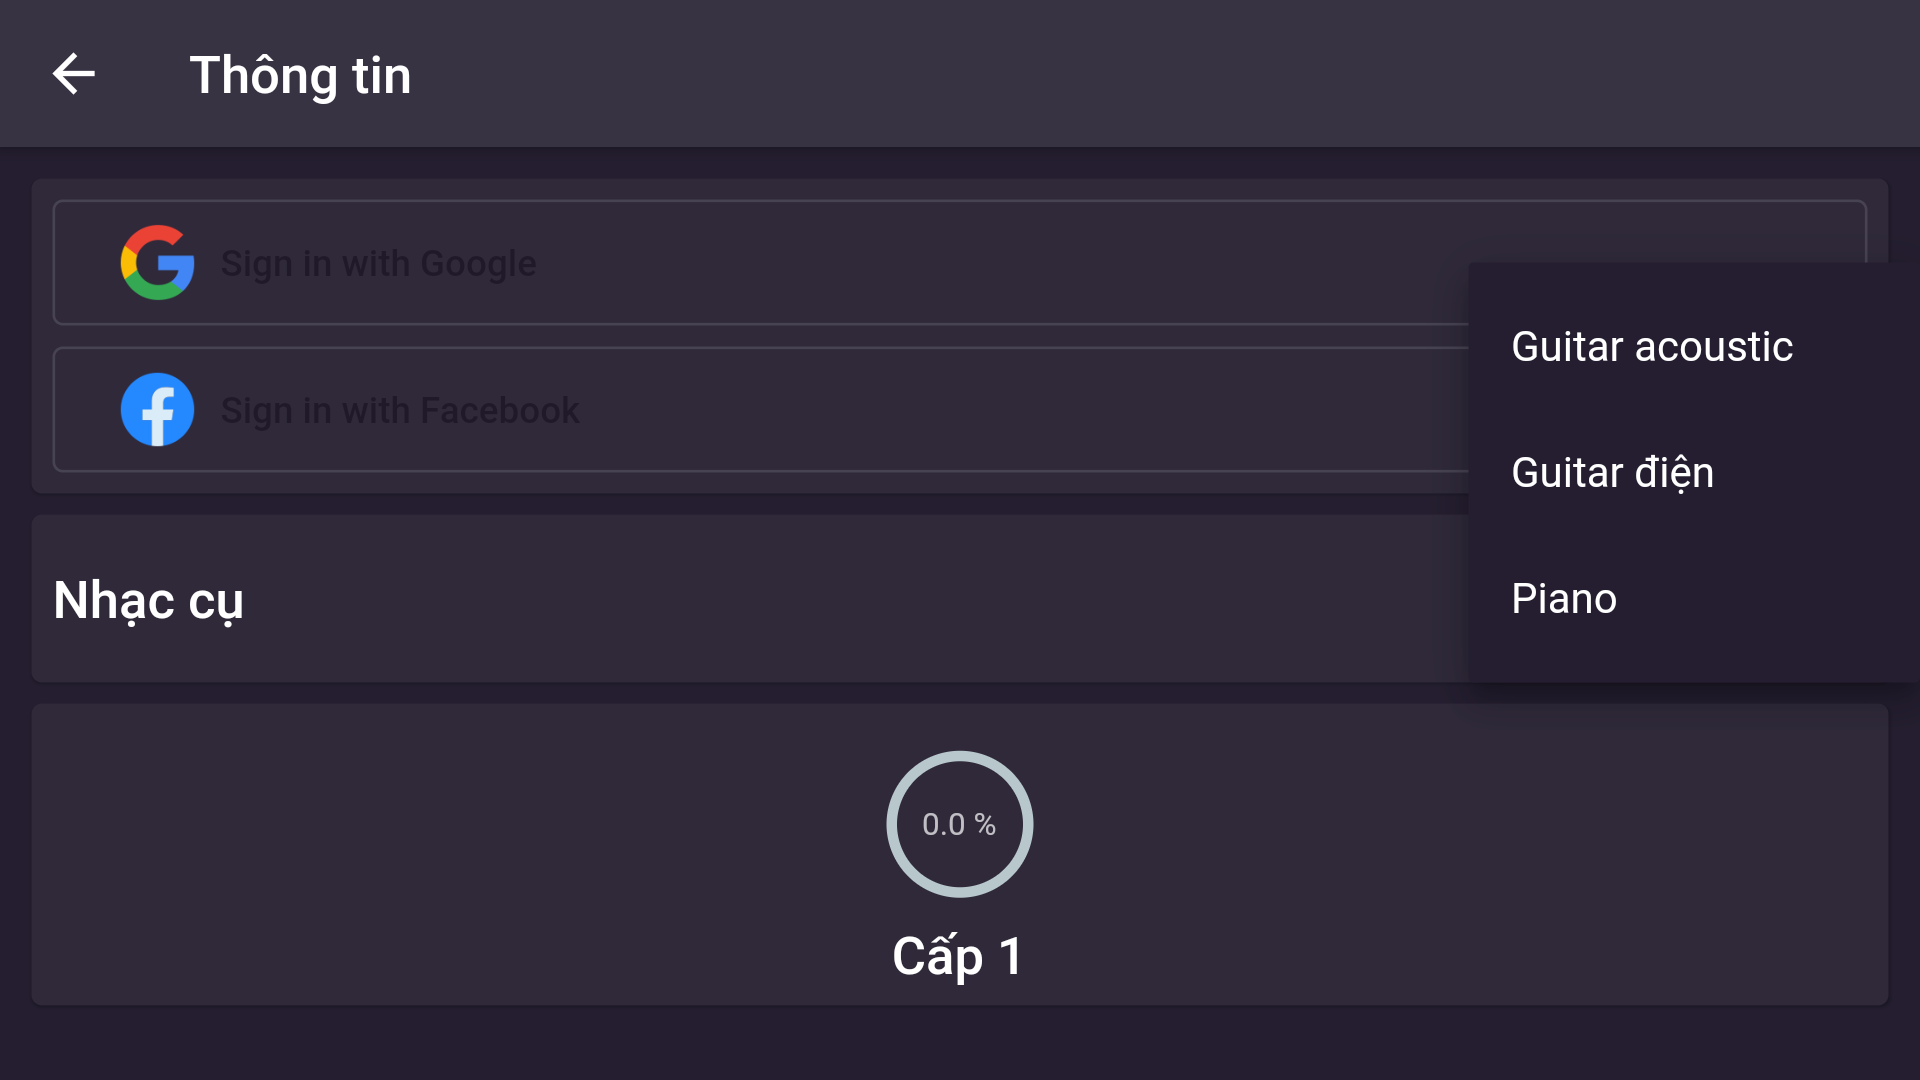 Thông tin
Sign in with Google
Sign in with Facebook
Guitar acoustic
Guitar điện
Piano
Nhạc cụ
0.0 %
Cấp 1